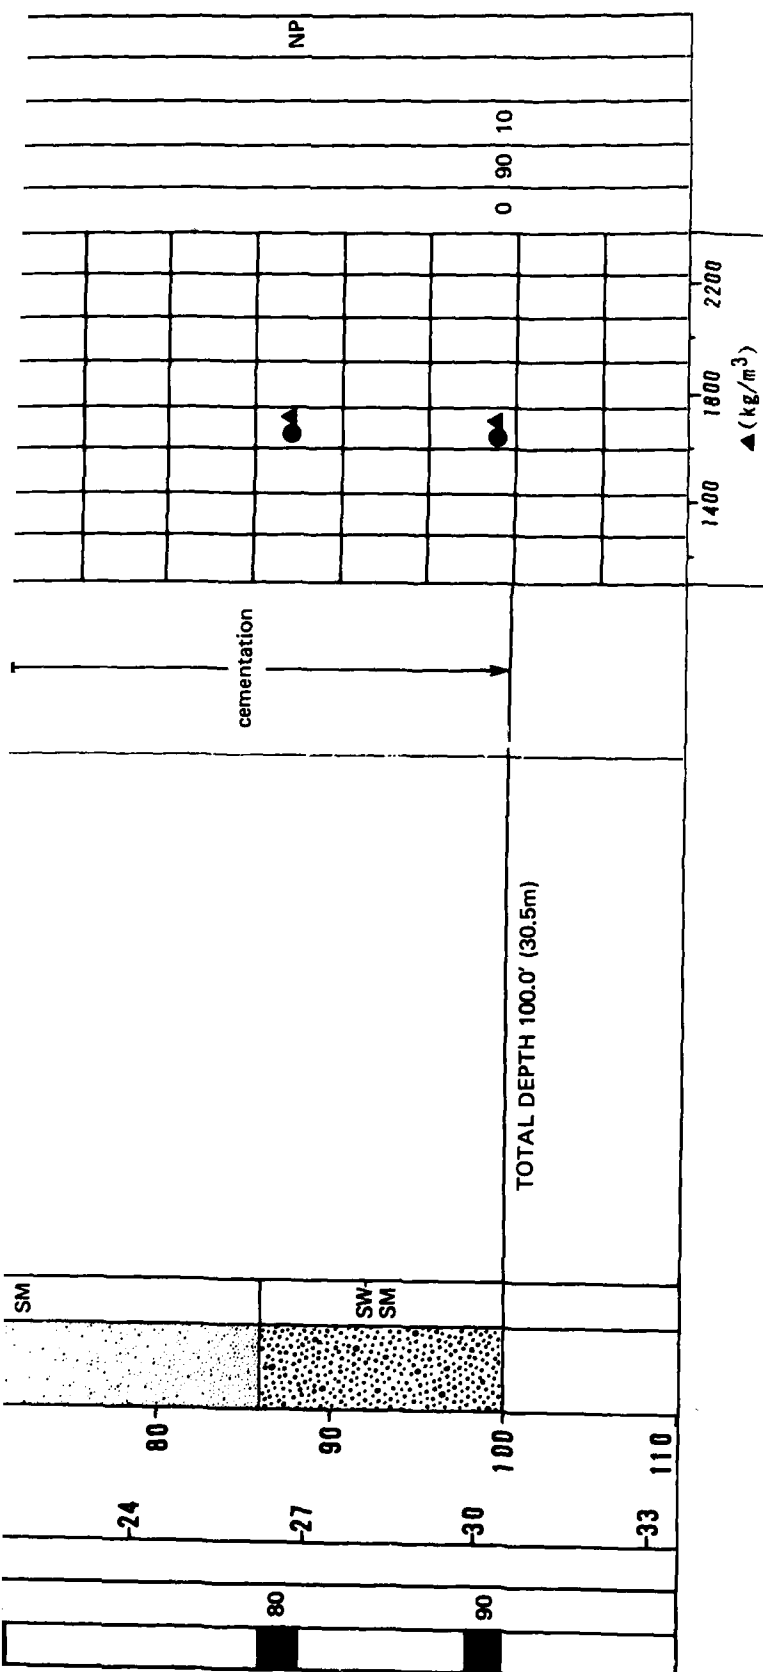 NP
0 90 10
2200
1800
1400
▲(kg/m³)
cementation
TOTAL DEPTH 100.0' (30.5m)
SM
SW-
SM
80
90
100
110
24
27
30
33
80
90